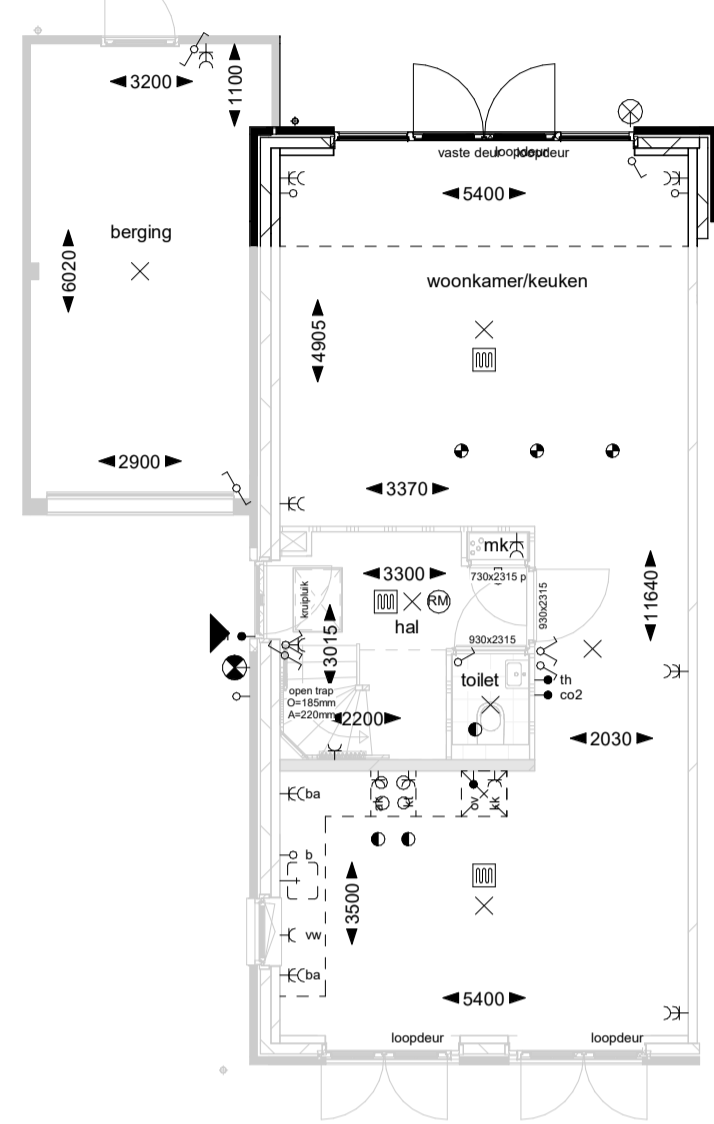 3200
1100
vaste deur
loopdeur
loopdeur
5400
berging
6020
woonkamer/keuken
4905
2900
3370
mk
3300
730x2315 p
kruipluik
RM
930x2315
11640
hal
3015
930x2315
toilet
th
co2
open trap
O=185mm
A=220mm
2200
2030
ba
ov
kk
b
3500
vw
ba
5400
loopdeur
loopdeur